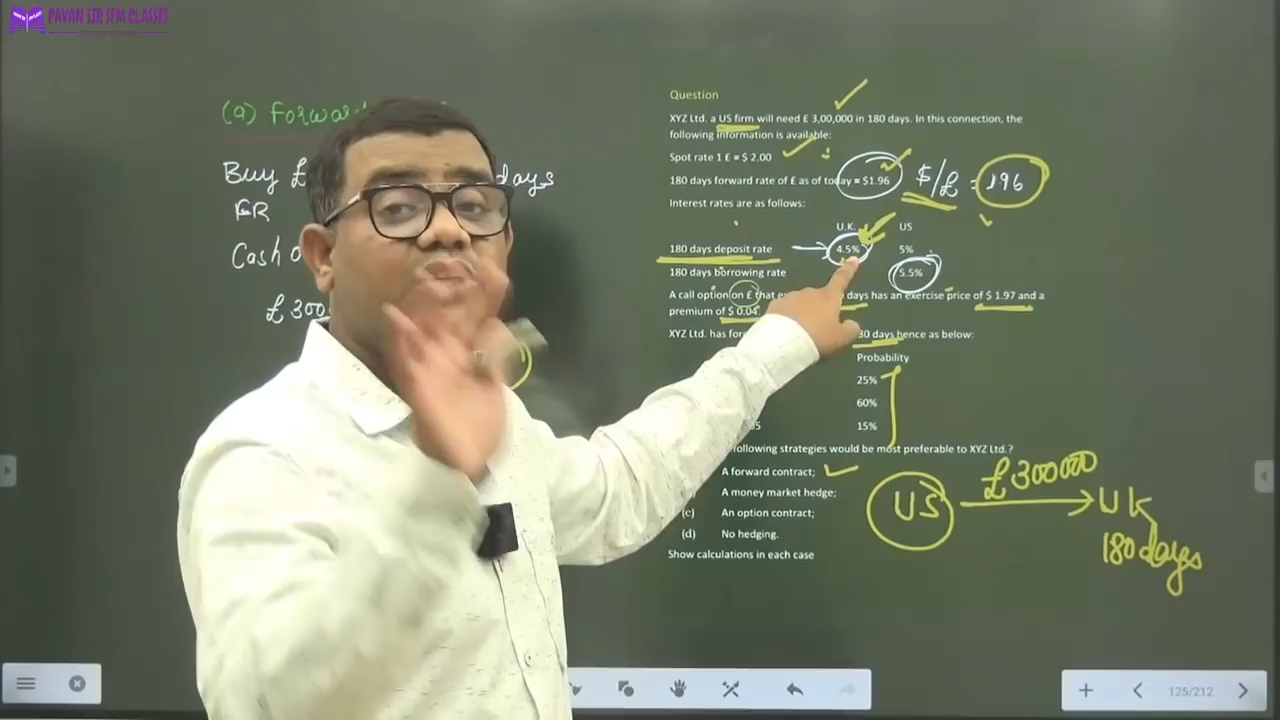 PAVAN SIR SFM CLASSES
(a) Forwar
Buy £ days
FR
Cash o
£300
Question
XYZ Ltd. a US firm will need £ 3,00,000 in 180 days. In this connection, the
following information is available:
Spot rate 1 £ = $ 2.00
180 days forward rate of £ as of today = $1.96
$/£ = 1.96
Interest rates are as follows:
U.K. US
180 days deposit rate 4.5% 5%
180 days borrowing rate 5.5%
A call option on £ that e days has an exercise price of $ 1.97 and a
premium of $ 0.04.
XYZ Ltd. has for days hence as below:
Probability
25%
60%
15%
following strategies would be most preferable to XYZ Ltd.?
A forward contract;
A money market hedge;
(c) An option contract;
(d) No hedging.
Show calculations in each case
US £300000 UK
180 days
125/212